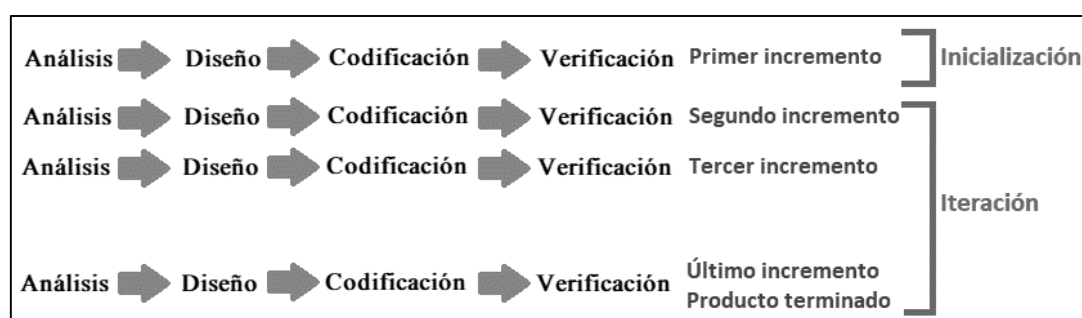 Análisis Diseño Codificación Verificación Primer incremento Inicialización
Análisis Diseño Codificación Verificación Segundo incremento
Análisis Diseño Codificación Verificación Tercer incremento
Iteración
Análisis Diseño Codificación Verificación Último incremento
Producto terminado